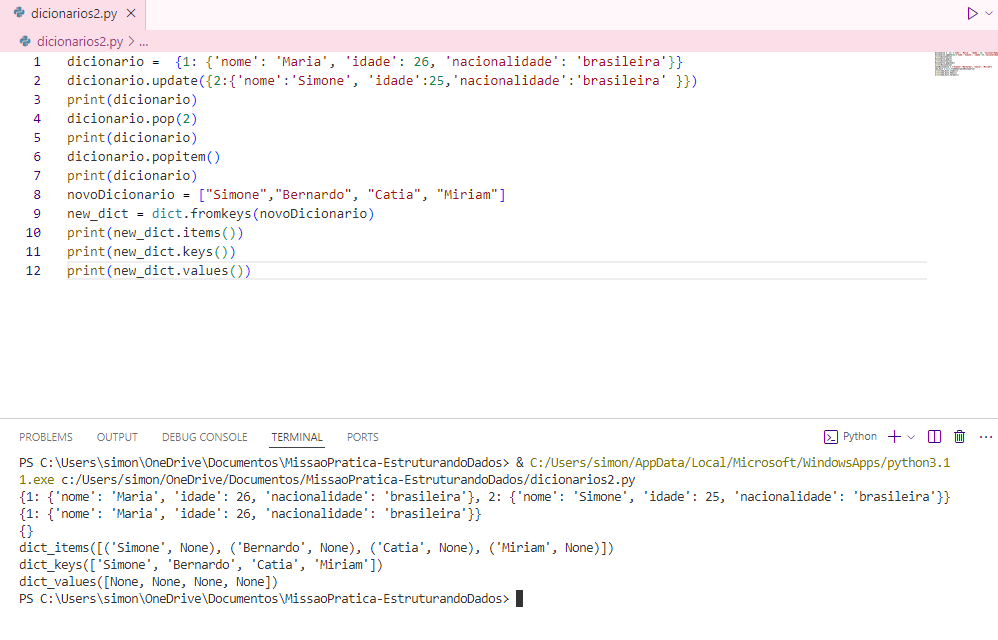 dicionarios2.py ×
dicionarios2.py > ...
1 dicionario =  {1: {'nome': 'Maria', 'idade': 26, 'nacionalidade': 'brasileira'}}
2 dicionario.update({2:{'nome':'Simone', 'idade':25,'nacionalidade':'brasileira' }})
3 print(dicionario)
4 dicionario.pop(2)
5 print(dicionario)
6 dicionario.popitem()
7 print(dicionario)
8 novoDicionario = ["Simone","Bernardo", "Catia", "Miriam"]
9 new_dict = dict.fromkeys(novoDicionario)
10 print(new_dict.items())
11 print(new_dict.keys())
12 print(new_dict.values())
PROBLEMS OUTPUT DEBUG CONSOLE TERMINAL PORTS Python
PS C:\Users\simon\OneDrive\Documentos\MissaoPratica-EstruturandoDados> & C:/Users/simon/AppData/Local/Microsoft/WindowsApps/python3.1
1.exe c:/Users/simon/OneDrive/Documentos/MissaoPratica-EstruturandoDados/dicionarios2.py
{1: {'nome': 'Maria', 'idade': 26, 'nacionalidade': 'brasileira'}, 2: {'nome': 'Simone', 'idade': 25, 'nacionalidade': 'brasileira'}}
{1: {'nome': 'Maria', 'idade': 26, 'nacionalidade': 'brasileira'}}
{}
dict_items([('Simone', None), ('Bernardo', None), ('Catia', None), ('Miriam', None)])
dict_keys(['Simone', 'Bernardo', 'Catia', 'Miriam'])
dict_values([None, None, None, None])
PS C:\Users\simon\OneDrive\Documentos\MissaoPratica-EstruturandoDados>